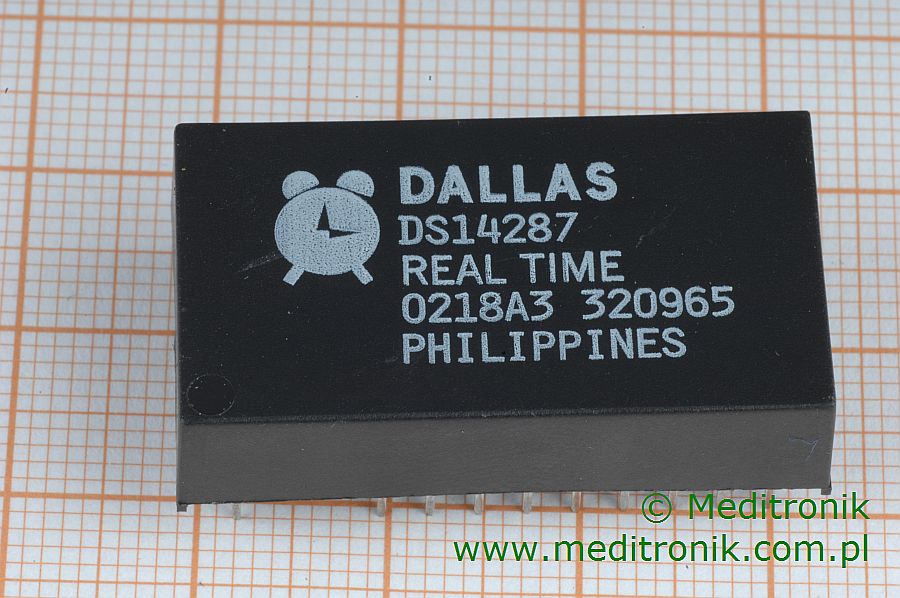 DALLAS
DS14287
REAL TIME
0218A3 320965
PHILIPPINES
© Meditronik
www.meditronik.com.pl